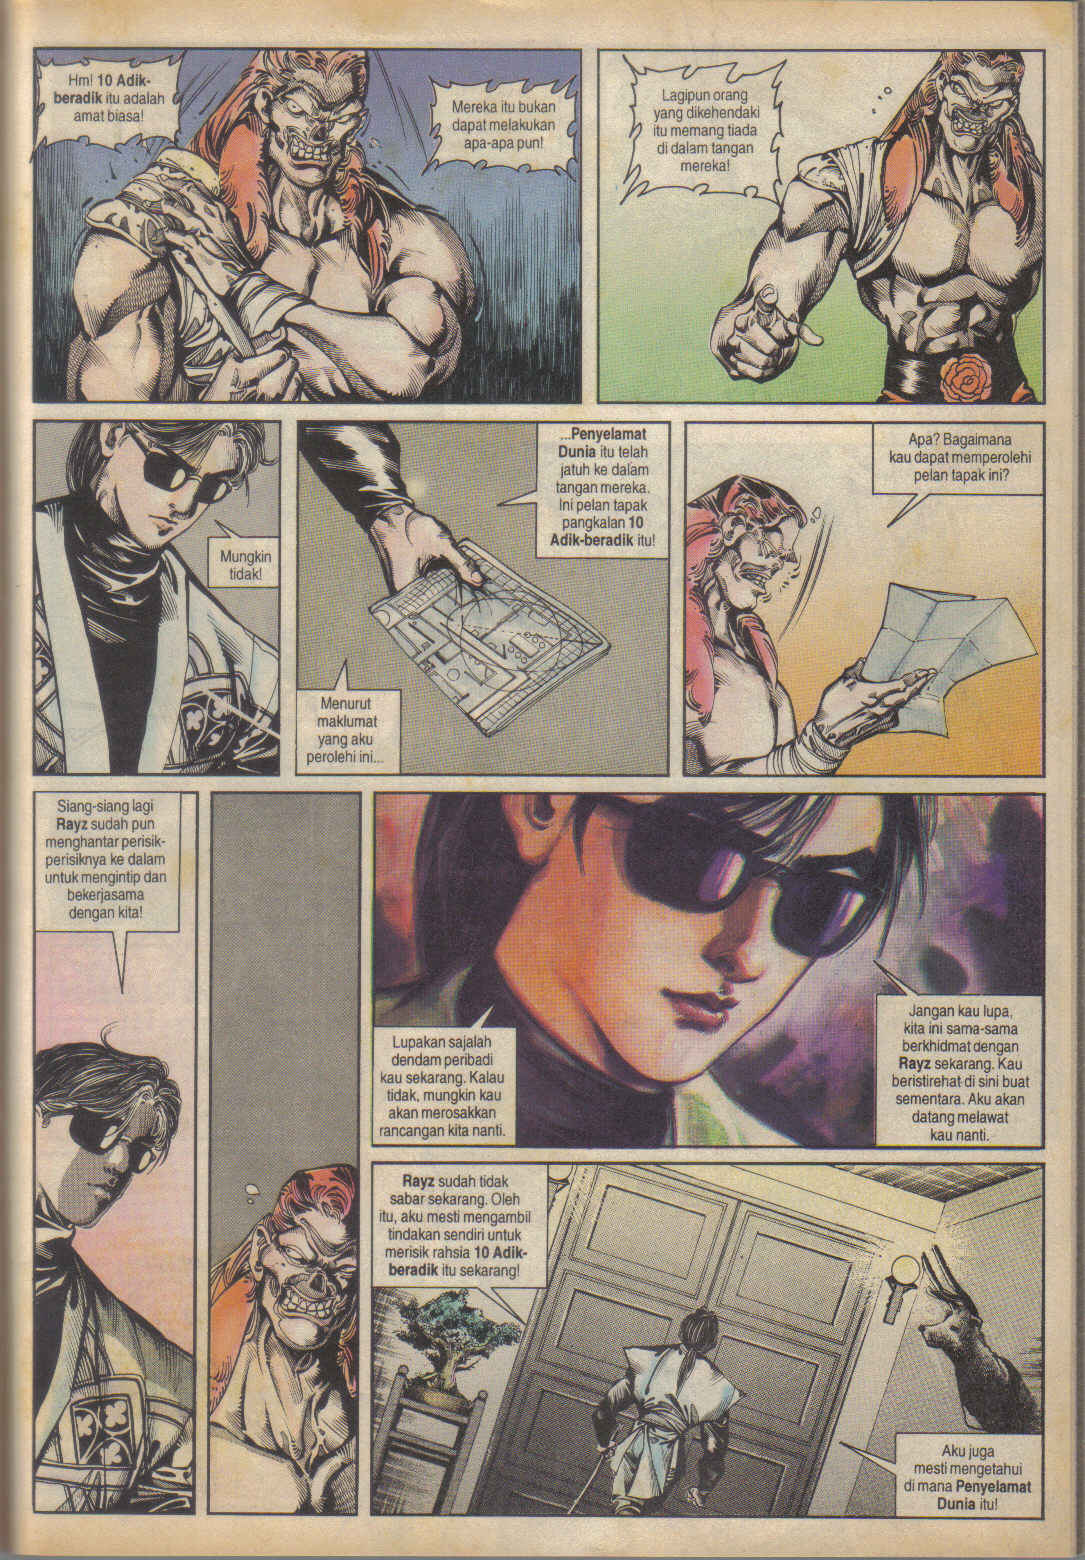 Hm! 10 Adik-
beradik itu adalah
amat biasa!
Mereka itu bukan
dapat melakukan
apa-apa pun!
Lagipun orang
yang dikehendaki
itu memang tiada
di dalam tangan
mereka!
Mungkin
tidak!
Menurut
maklumat
yang aku
perolehi ini...
...Penyelamat
Dunia itu telah
jatuh ke dalam
tangan mereka.
Ini pelan tapak
pangkalan 10
Adik-beradik itu!
Apa? Bagaimana
kau dapat memperolehi
pelan tapak ini?
Siang-siang lagi
Rayz sudah pun
menghantar perisik-
perisiknya ke dalam
untuk mengintip dan
bekerjasama
dengan kita!
Lupakan sajalah
dendam peribadi
kau sekarang. Kalau
tidak, mungkin kau
akan merosakkan
rancangan kita nanti.
Jangan kau lupa,
kita ini sama-sama
berkhidmat dengan
Rayz sekarang. Kau
beristirehat di sini buat
sementara. Aku akan
datang melawat
kau nanti.
Rayz sudah tidak
sabar sekarang. Oleh
itu, aku mesti mengambil
tindakan sendiri untuk
merisik rahsia 10 Adik-
beradik itu sekarang!
Aku juga
mesti mengetahui
di mana Penyelamat
Dunia itu!